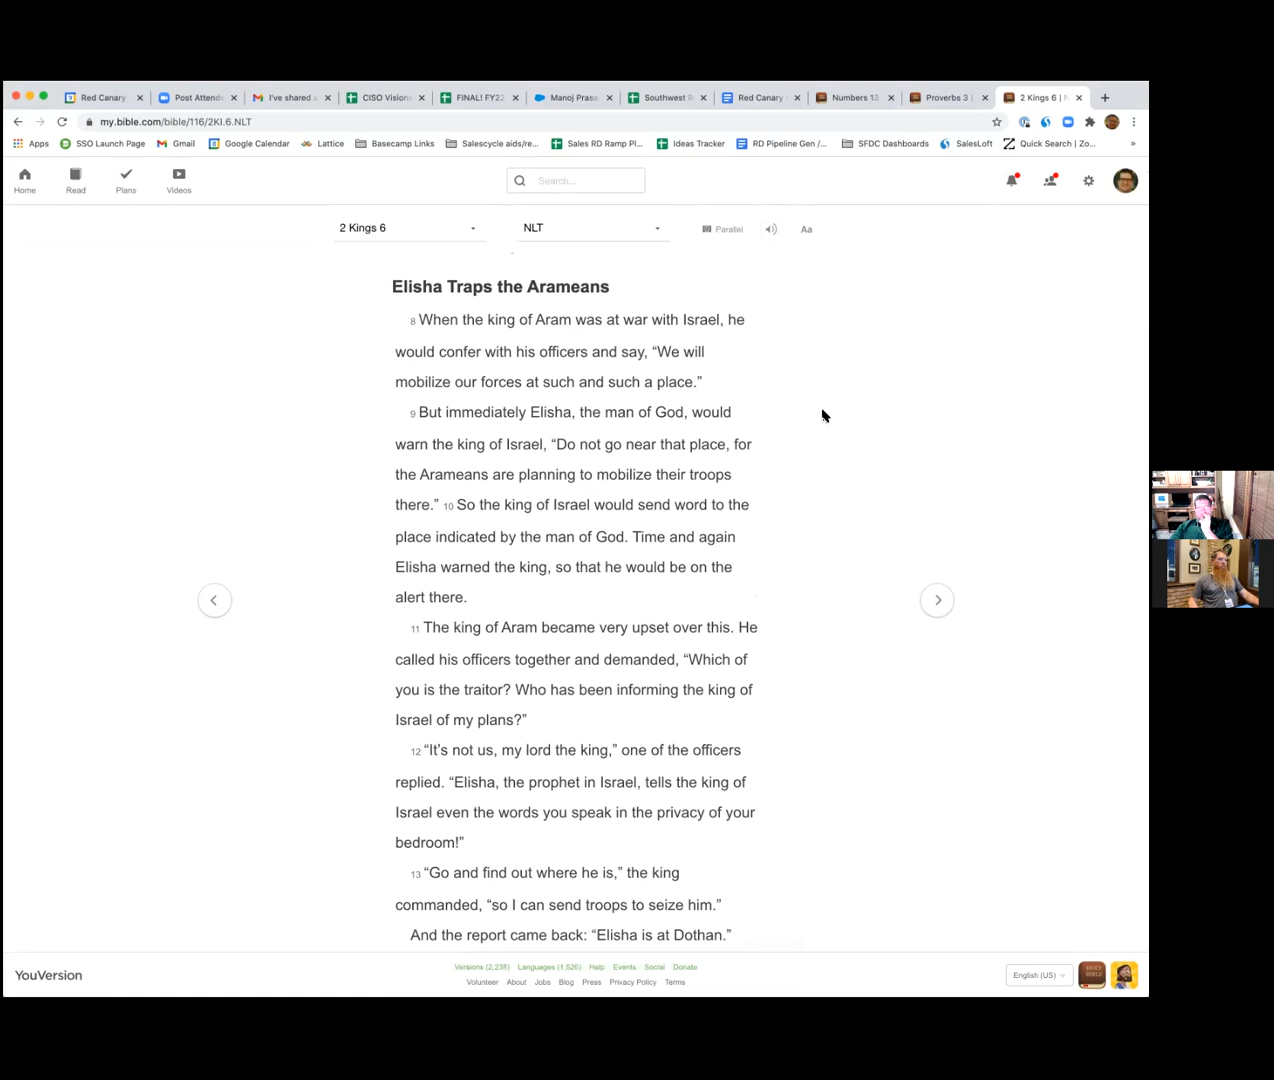 Red Canary
Post Attende
I've shared a
CISO Vision
FINAL! FY22
Manoj Prasa
Southwest R
Red Canary
Numbers 13
Proverbs 3 |
2 Kings 6 | N
my.bible.com/bible/116/2KI.6.NLT
Apps
SSO Launch Page
Gmail
Google Calendar
Lattice
Basecamp Links
Salescycle aids/re...
Sales RD Ramp Pl...
Ideas Tracker
RD Pipeline Gen /...
SFDC Dashboards
SalesLoft
Quick Search | Zo...
»
Home
Read
Plans
Videos
Search...
2 Kings 6
NLT
Parallel
Aa
Elisha Traps the Arameans
8 When the king of Aram was at war with Israel, he
would confer with his officers and say, “We will
mobilize our forces at such and such a place.”
9 But immediately Elisha, the man of God, would
warn the king of Israel, “Do not go near that place, for
the Arameans are planning to mobilize their troops
there.” 10 So the king of Israel would send word to the
place indicated by the man of God. Time and again
Elisha warned the king, so that he would be on the
alert there.
11 The king of Aram became very upset over this. He
called his officers together and demanded, “Which of
you is the traitor? Who has been informing the king of
Israel of my plans?”
12 “It’s not us, my lord the king,” one of the officers
replied. “Elisha, the prophet in Israel, tells the king of
Israel even the words you speak in the privacy of your
bedroom!”
13 “Go and find out where he is,” the king
commanded, “so I can send troops to seize him.”
And the report came back: “Elisha is at Dothan.”
YouVersion
Versions (2,238) Languages (1,526) Help Events Social Donate
Volunteer About Jobs Blog Press Privacy Policy Terms
English (US)
HOLY
BIBLE